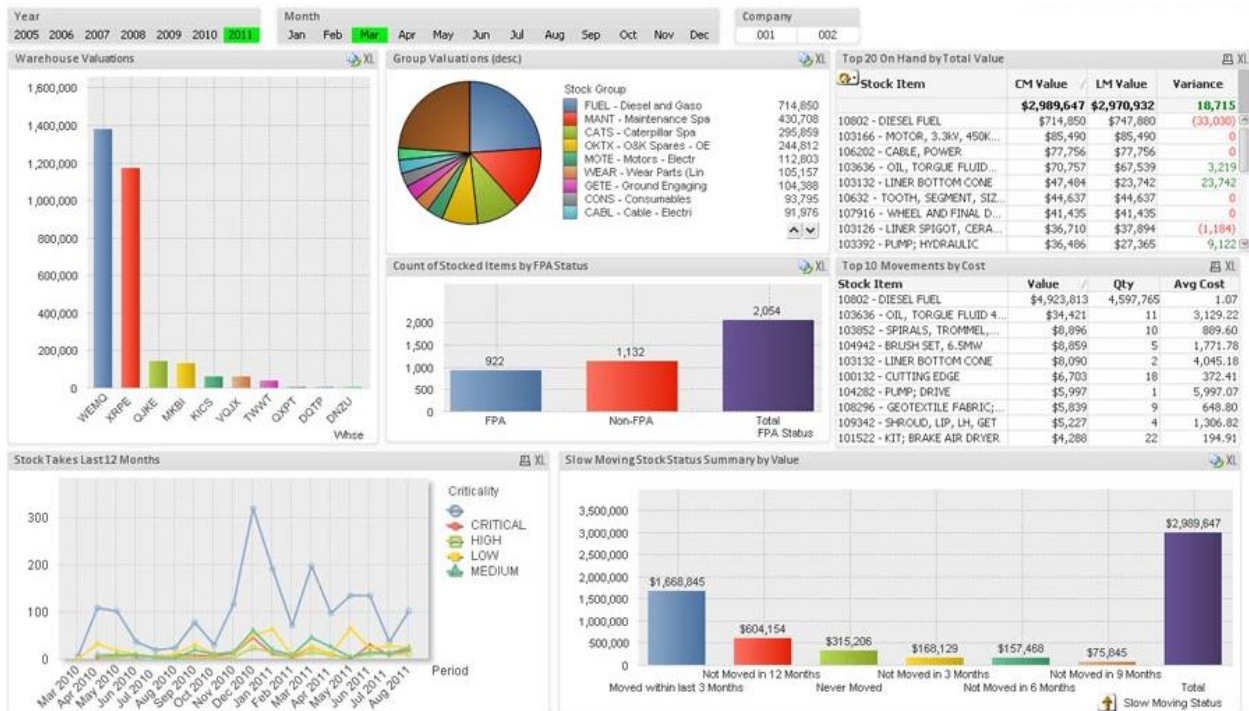 Year
2005 2006 2007 2008 2009 2010 2011
Month
Jan Feb Mar Apr May Jun Jul Aug Sep Oct Nov Dec
Company
001 002
Warehouse Valuations XL
1,600,000
1,400,000
1,200,000
1,000,000
800,000
600,000
400,000
200,000
0
WEMQ XRPE QJKE MKBI KICS VQJX TWWT QXPT DQTP DNZU
Whse
Group Valuations (desc) XL
Stock Group
FUEL - Diesel and Gaso 714,850
MANT - Maintenance Spa 430,708
CATS - Caterpillar Spa 295,859
OKTX - O&K Spares - OE 244,812
MOTE - Motors - Electr 112,803
WEAR - Wear Parts (Lin 105,157
GETE - Ground Engaging 104,388
CONS - Consumables 93,795
CABL - Cable - Electri 91,976
Count of Stocked Items by FPA Status XL
2,000
1,500
1,000
500
0
922 1,132 2,054
FPA Non-FPA Total
FPA Status
Top 20 On Hand by Total Value XL
Stock Item CM Value / LM Value Variance
$2,989,647 $2,970,932 18,715
10802 - DIESEL FUEL $714,850 $747,880 (33,030)
103166 - MOTOR, 3.3kV, 450K... $85,490 $85,490 0
106202 - CABLE, POWER $77,756 $77,756 0
103636 - OIL, TORGUE FLUID... $70,757 $67,539 3,219
103132 - LINER BOTTOM CONE $47,484 $23,742 23,742
10632 - TOOTH, SEGMENT, SIZ... $44,637 $44,637 0
107916 - WHEEL AND FINAL D... $41,435 $41,435 0
103126 - LINER SPIGOT, CERA... $36,710 $37,894 (1,184)
103392 - PUMP; HYDRAULIC $36,486 $27,365 9,122
Top 10 Movements by Cost XL
Stock Item Value / Qty Avg Cost
10802 - DIESEL FUEL $4,923,813 4,597,765 1.07
103636 - OIL, TORGUE FLUID 4... $34,421 11 3,129.22
103852 - SPIRALS, TROMMEL,... $8,896 10 889.60
104942 - BRUSH SET, 6.5MW $8,859 5 1,771.78
103132 - LINER BOTTOM CONE $8,090 2 4,045.18
100132 - CUTTING EDGE $6,703 18 372.41
104282 - PUMP; DRIVE $5,997 1 5,997.07
108296 - GEOTEXTILE FABRIC;... $5,839 9 648.80
109342 - SHROUD, LIP, LH, GET $5,227 4 1,306.82
101522 - KIT; BRAKE AIR DRYER $4,288 22 194.91
Stock Takes Last 12 Months XL
300
200
100
0
Mar 2010 Apr 2010 May 2010 Jun 2010 Jul 2010 Aug 2010 Sep 2010 Oct 2010 Nov 2010 Dec 2010 Jan 2011 Feb 2011 Mar 2011 Apr 2011 May 2011 Jun 2011 Jul 2011 Aug 2011
Period
Criticality
CRITICAL
HIGH
LOW
MEDIUM
Slow Moving Stock Status Summary by Value XL
3,500,000
3,000,000
2,500,000
2,000,000
1,500,000
1,000,000
500,000
0
$1,668,845 $604,154 $315,206 $168,129 $157,468 $75,845 $2,989,647
Not Moved in 12 Months Not Moved in 3 Months Not Moved in 9 Months
Moved within last 3 Months Never Moved Not Moved in 6 Months Total
Slow Moving Status